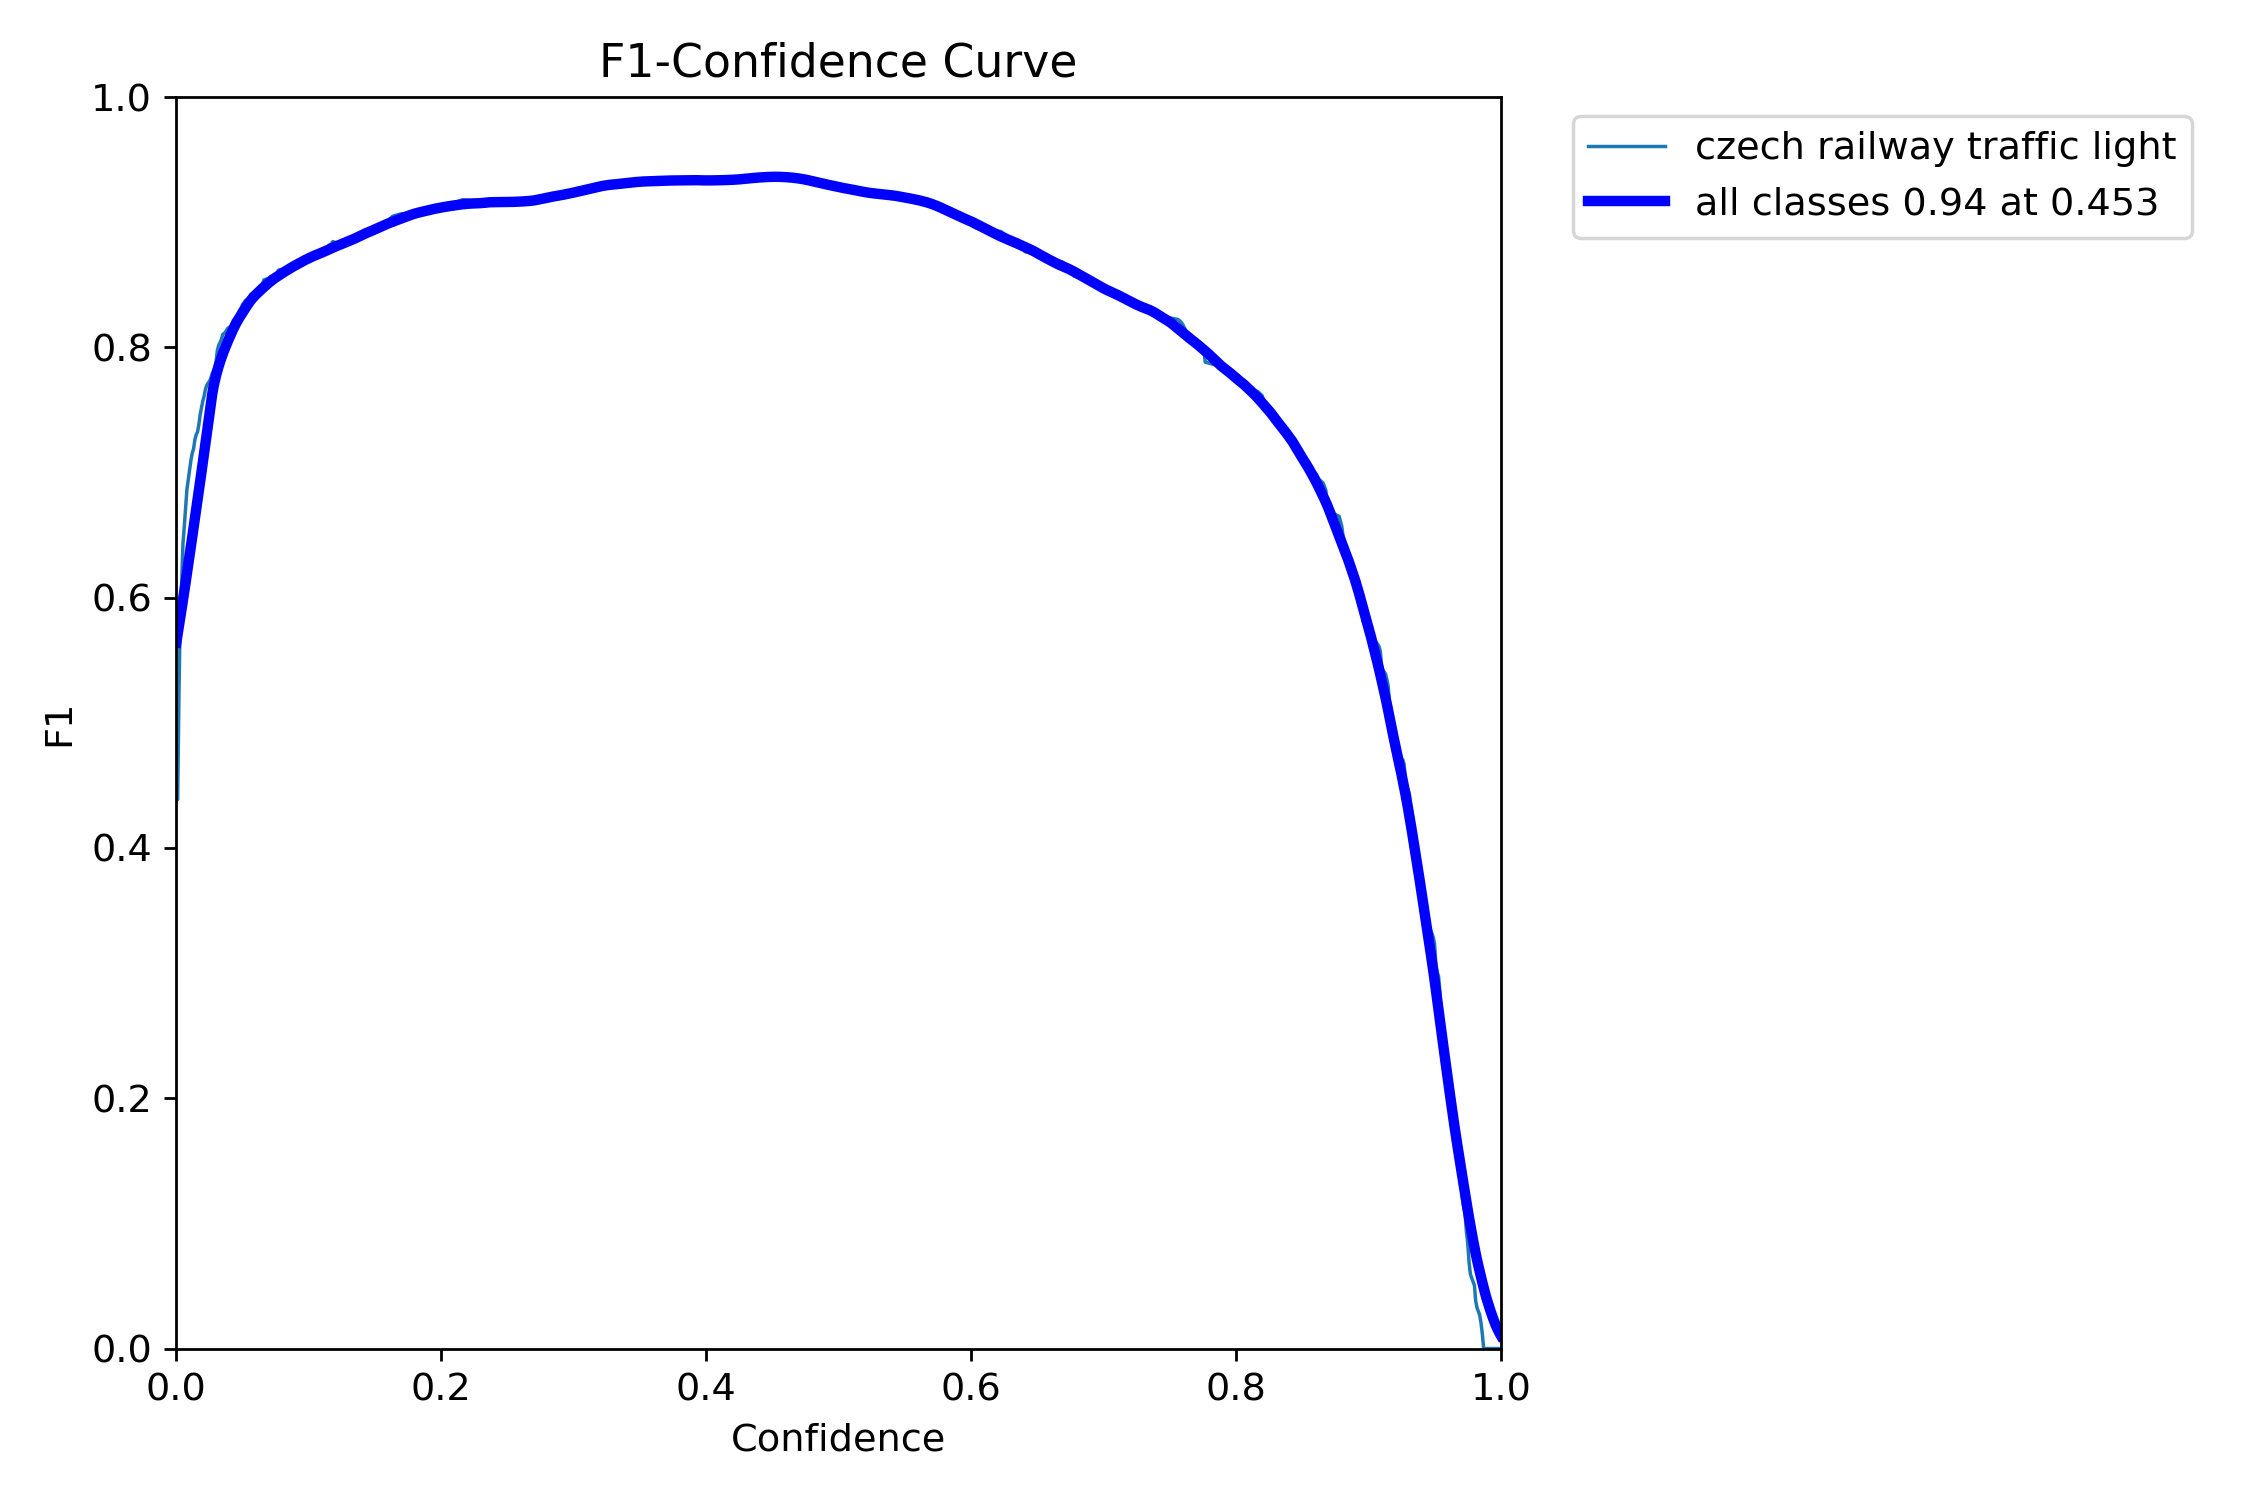 F1-Confidence Curve
czech railway traffic light
all classes 0.94 at 0.453
1.0
0.8
0.6
0.4
0.2
0.0
F1
0.0 0.2 0.4 0.6 0.8 1.0
Confidence